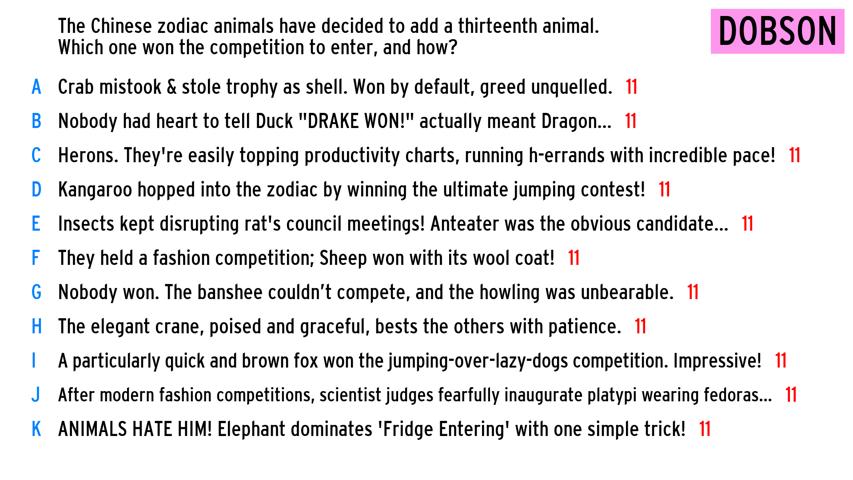 The Chinese zodiac animals have decided to add a thirteenth animal.
Which one won the competition to enter, and how?
DOBSON
A Crab mistook & stole trophy as shell. Won by default, greed unquelled. 11
B Nobody had heart to tell Duck "DRAKE WON!" actually meant Dragon... 11
C Herons. They're easily topping productivity charts, running h-errands with incredible pace! 11
D Kangaroo hopped into the zodiac by winning the ultimate jumping contest! 11
E Insects kept disrupting rat's council meetings! Anteater was the obvious candidate... 11
F They held a fashion competition; Sheep won with its wool coat! 11
G Nobody won. The banshee couldn’t compete, and the howling was unbearable. 11
H The elegant crane, poised and graceful, bests the others with patience. 11
I A particularly quick and brown fox won the jumping-over-lazy-dogs competition. Impressive! 11
J After modern fashion competitions, scientist judges fearfully inaugurate platypi wearing fedoras... 11
K ANIMALS HATE HIM! Elephant dominates 'Fridge Entering' with one simple trick! 11